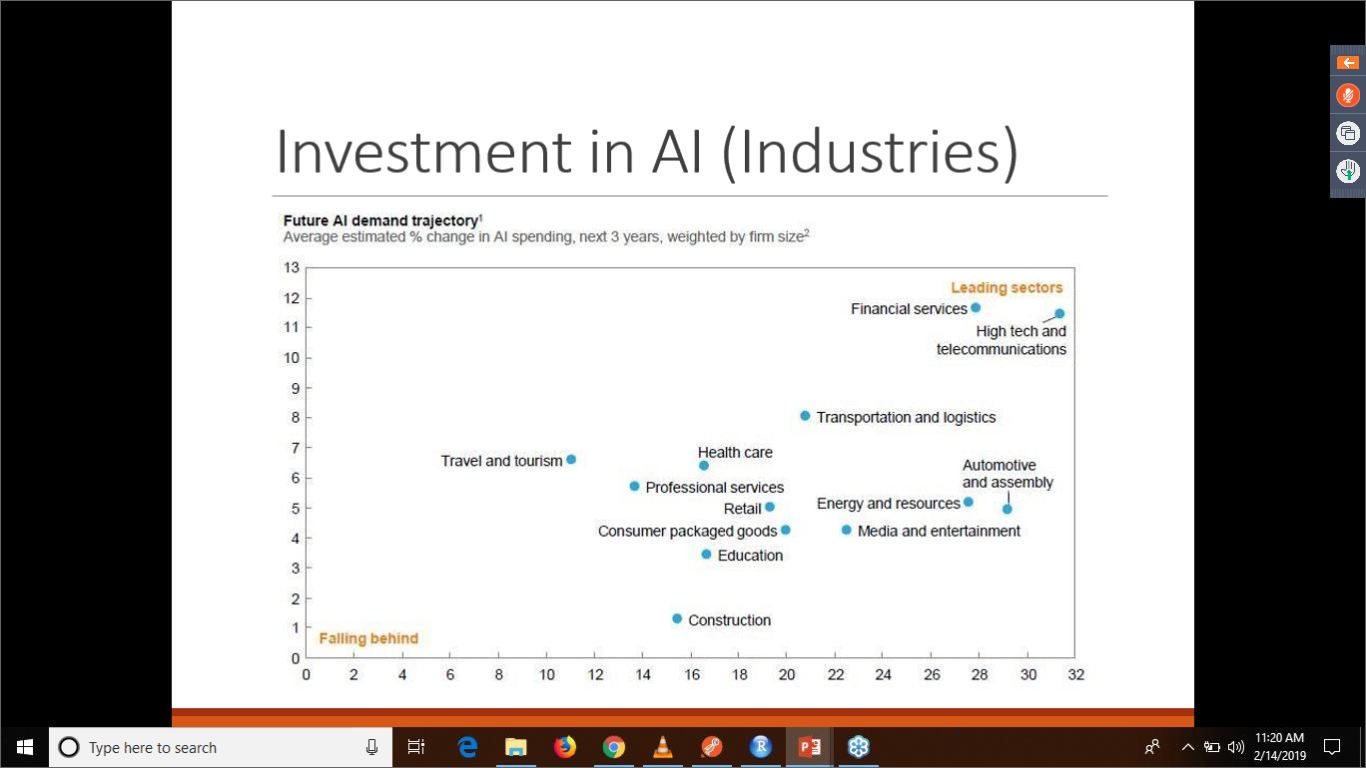 Investment in AI (Industries)
Future AI demand trajectory¹
Average estimated % change in AI spending, next 3 years, weighted by firm size²
13
12
11
10
9
8
7
6
5
4
3
2
1
0
Leading sectors
Financial services
High tech and
telecommunications
Transportation and logistics
Travel and tourism
Health care
Professional services
Automotive
and assembly
Energy and resources
Retail
Consumer packaged goods
Media and entertainment
Education
Construction
Falling behind
0 2 4 6 8 10 12 14 16 18 20 22 24 26 28 30 32
Type here to search
11:20 AM
2/14/2019